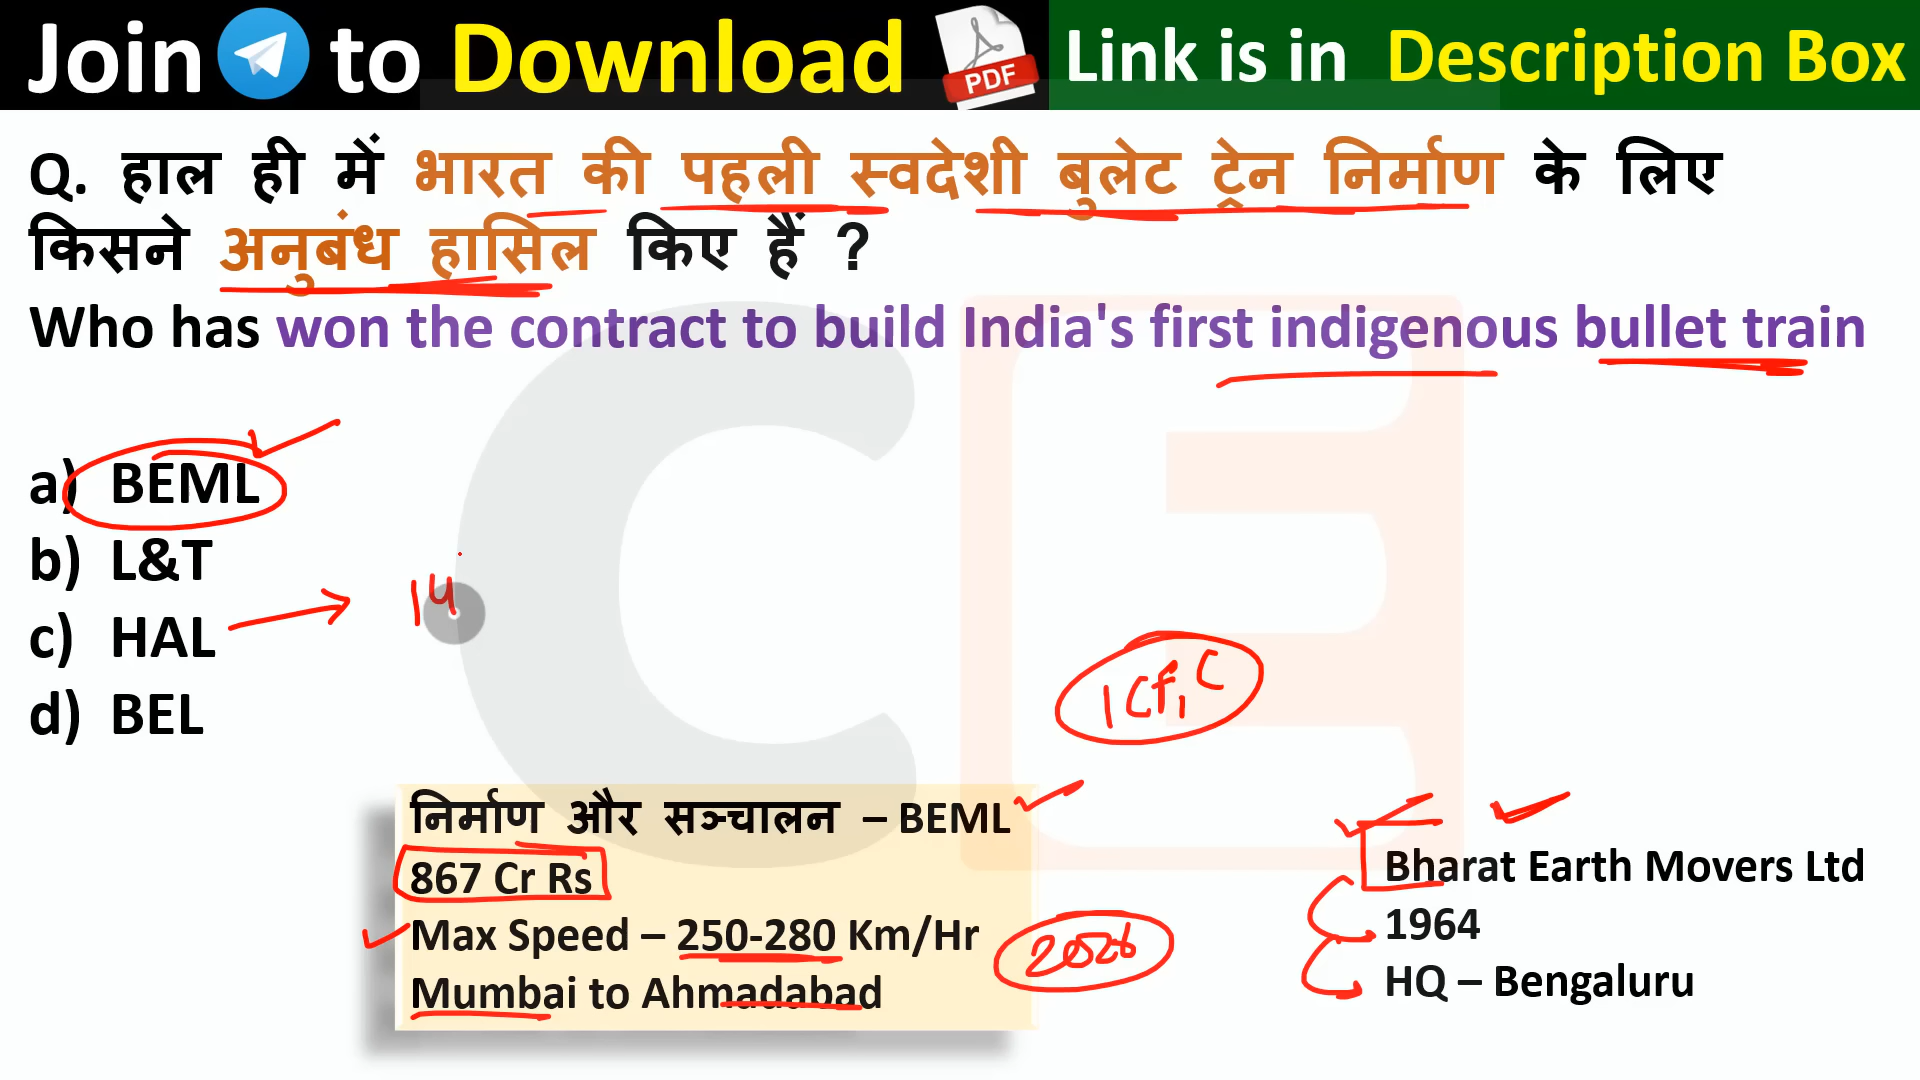 Join to Download PDF Link is in Description Box
Q. हाल ही में भारत की पहली स्वदेशी बुलेट ट्रेन निर्माण के लिए
किसने अनुबंध हासिल किए हैं ?
Who has won the contract to build India's first indigenous bullet train
a) BEML
b) L&T
c) HAL
14
d) BEL
ICF, C
निर्माण और सञ्चालन – BEML
867 Cr Rs
Max Speed – 250-280 Km/Hr
2026
Mumbai to Ahmadabad
Bharat Earth Movers Ltd
1964
HQ – Bengaluru